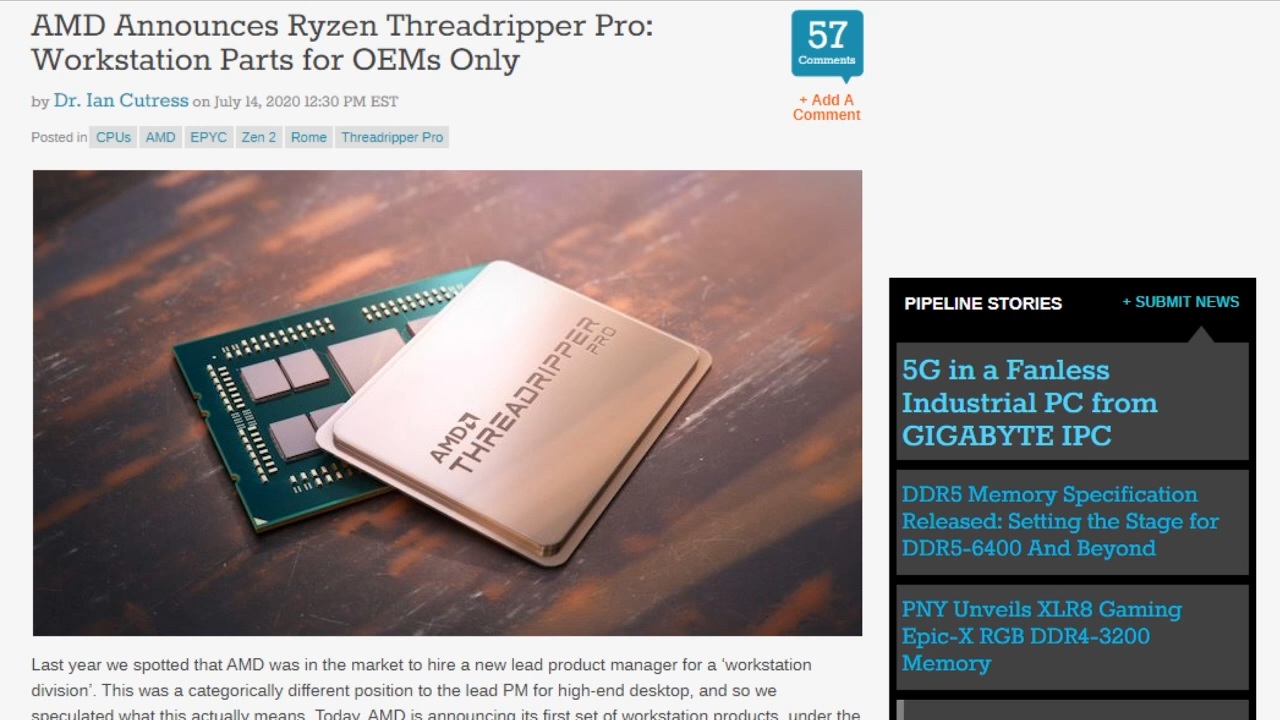 AMD Announces Ryzen Threadripper Pro:
Workstation Parts for OEMs Only
57
Comments
by Dr. Ian Cutress on July 14, 2020 12:30 PM EST
+ Add A
Comment
Posted in CPUs AMD EPYC Zen 2 Rome Threadripper Pro
AMD
THREADRIPPER
PRO
PIPELINE STORIES
+ SUBMIT NEWS
5G in a Fanless
Industrial PC from
GIGABYTE IPC
DDR5 Memory Specification
Released: Setting the Stage for
DDR5-6400 And Beyond
PNY Unveils XLR8 Gaming
Epic-X RGB DDR4-3200
Memory
Last year we spotted that AMD was in the market to hire a new lead product manager for a ‘workstation
division’. This was a categorically different position to the lead PM for high-end desktop, and so we
speculated what this actually means. Today, AMD is announcing its first set of workstation products, under the